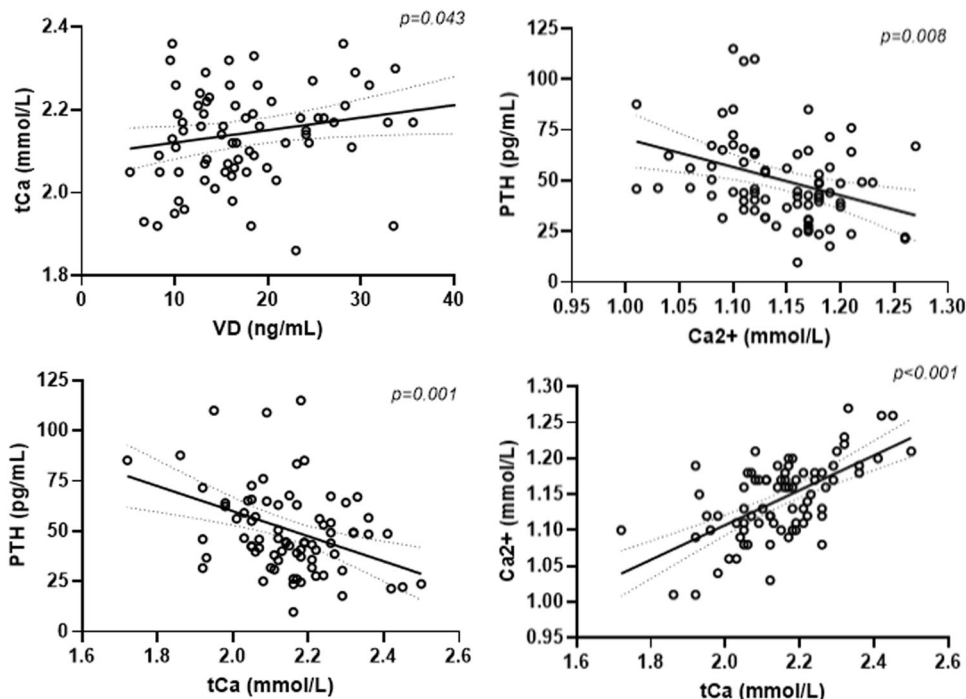 p=0.043
2.4
2.2
2.0
1.8
tCa (mmol/L)
0 10 20 30 40
VD (ng/mL)
p=0.008
125
100
75
50
25
0
PTH (pg/mL)
0.95 1.00 1.05 1.10 1.15 1.20 1.25 1.30
Ca2+ (mmol/L)
p=0.001
125
100
75
50
25
0
PTH (pg/mL)
1.6 1.8 2.0 2.2 2.4 2.6
tCa (mmol/L)
p<0.001
1.30
1.25
1.20
1.15
1.10
1.05
1.00
0.95
Ca2+ (mmol/L)
1.6 1.8 2.0 2.2 2.4 2.6
tCa (mmol/L)